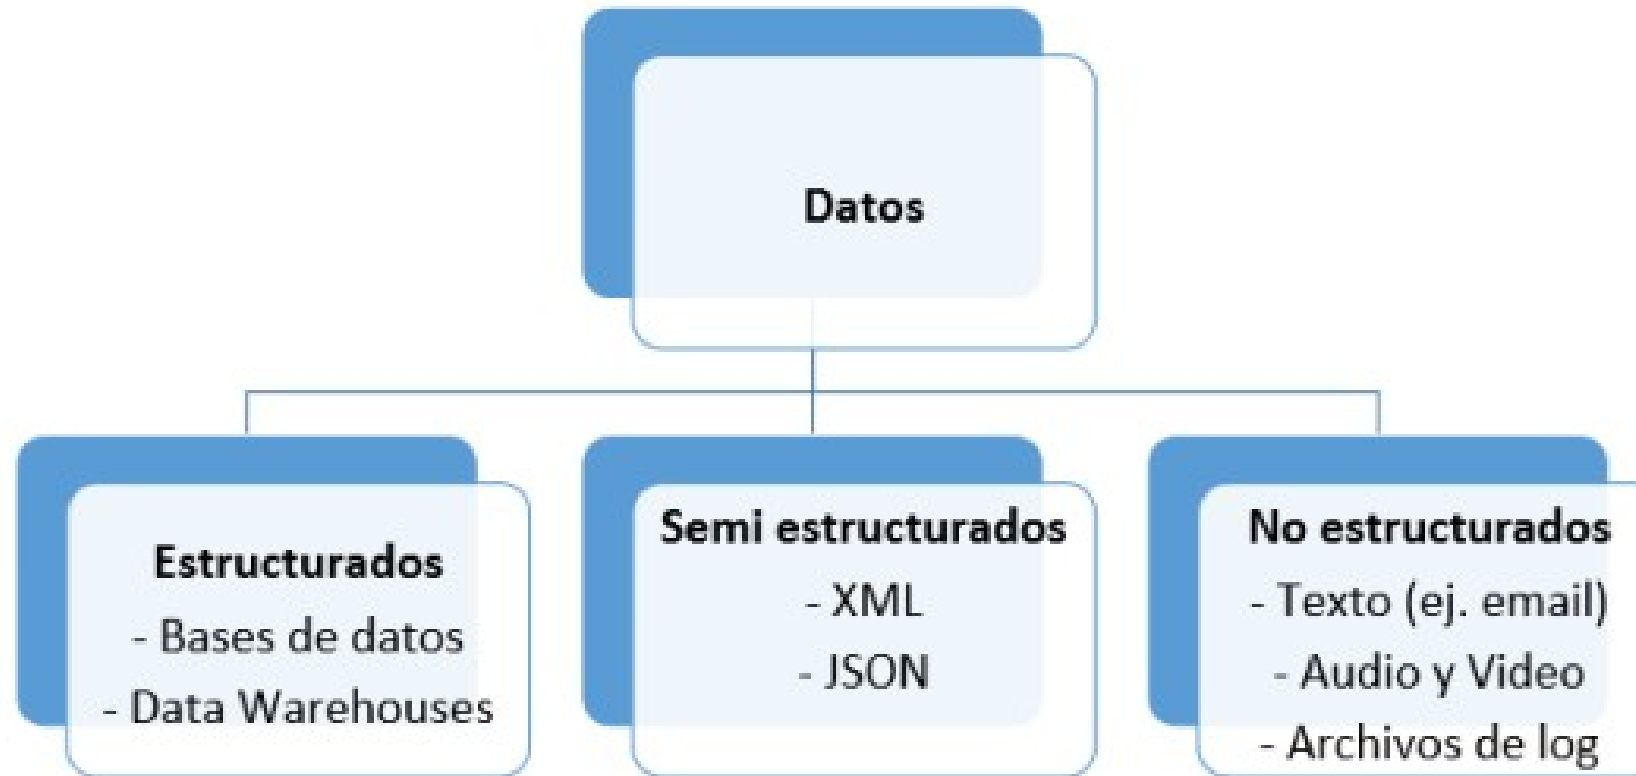 Datos
Estructurados
- Bases de datos
- Data Warehouses
Semi estructurados
- XML
- JSON
No estructurados
- Texto (ej. email)
- Audio y Video
- Archivos de log